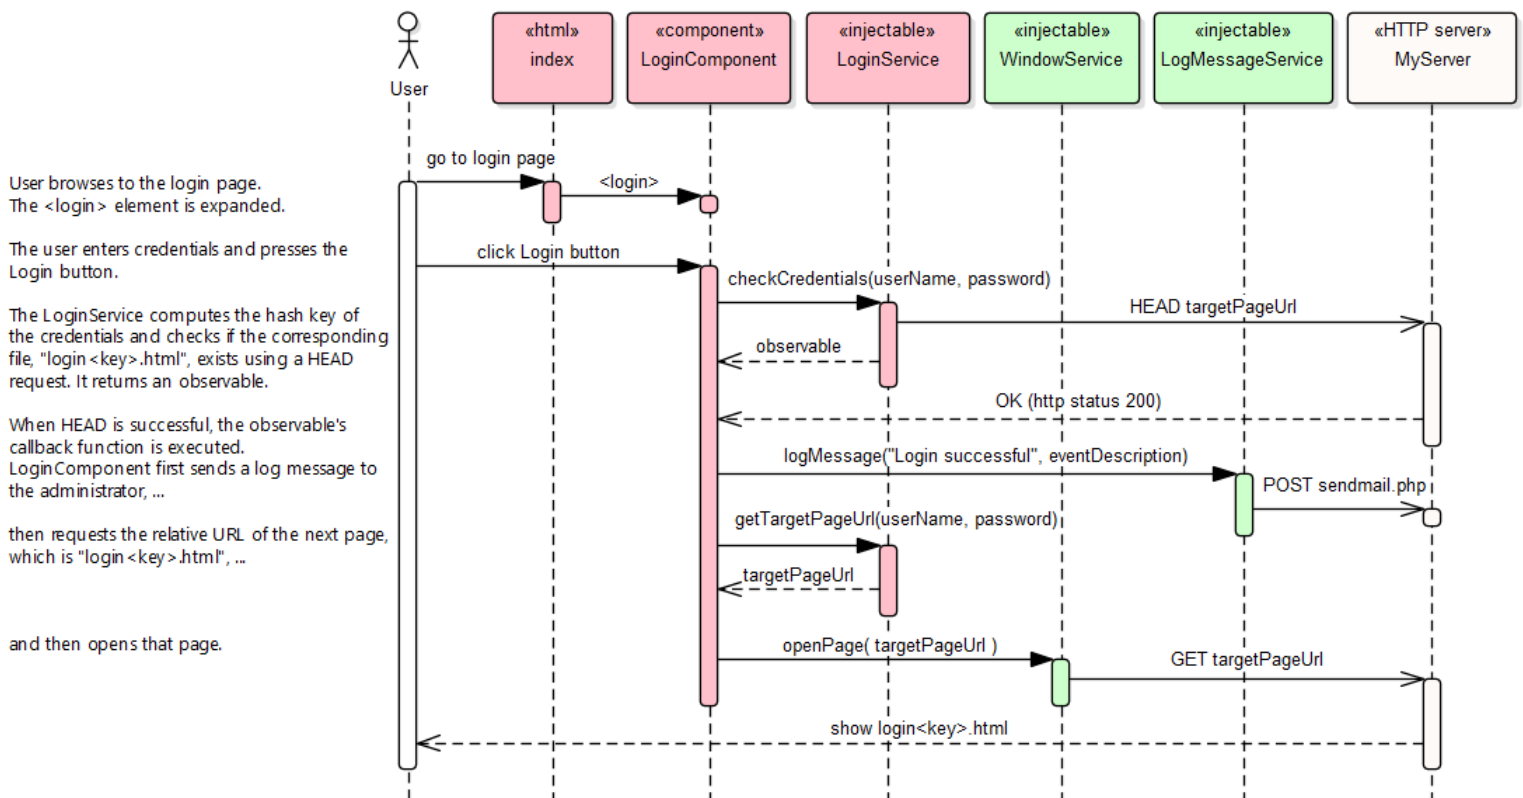 «html»
index
«component»
LoginComponent
«injectable»
LoginService
«injectable»
WindowService
«injectable»
LogMessageService
«HTTP server»
MyServer
User
go to login page
<login>
User browses to the login page.
The <login> element is expanded.
click Login button
The user enters credentials and presses the
Login button.
checkCredentials(userName, password)
HEAD targetPageUrl
The LoginService computes the hash key of
the credentials and checks if the corresponding
file, "login<key>.html", exists using a HEAD
request. It returns an observable.
observable
OK (http status 200)
When HEAD is successful, the observable's
callback function is executed.
LoginComponent first sends a log message to
the administrator, ...
logMessage("Login successful", eventDescription)
POST sendmail.php
getTargetPageUrl(userName, password)
then requests the relative URL of the next page,
which is "login<key>.html", ...
targetPageUrl
and then opens that page.
openPage( targetPageUrl )
GET targetPageUrl
show login<key>.html